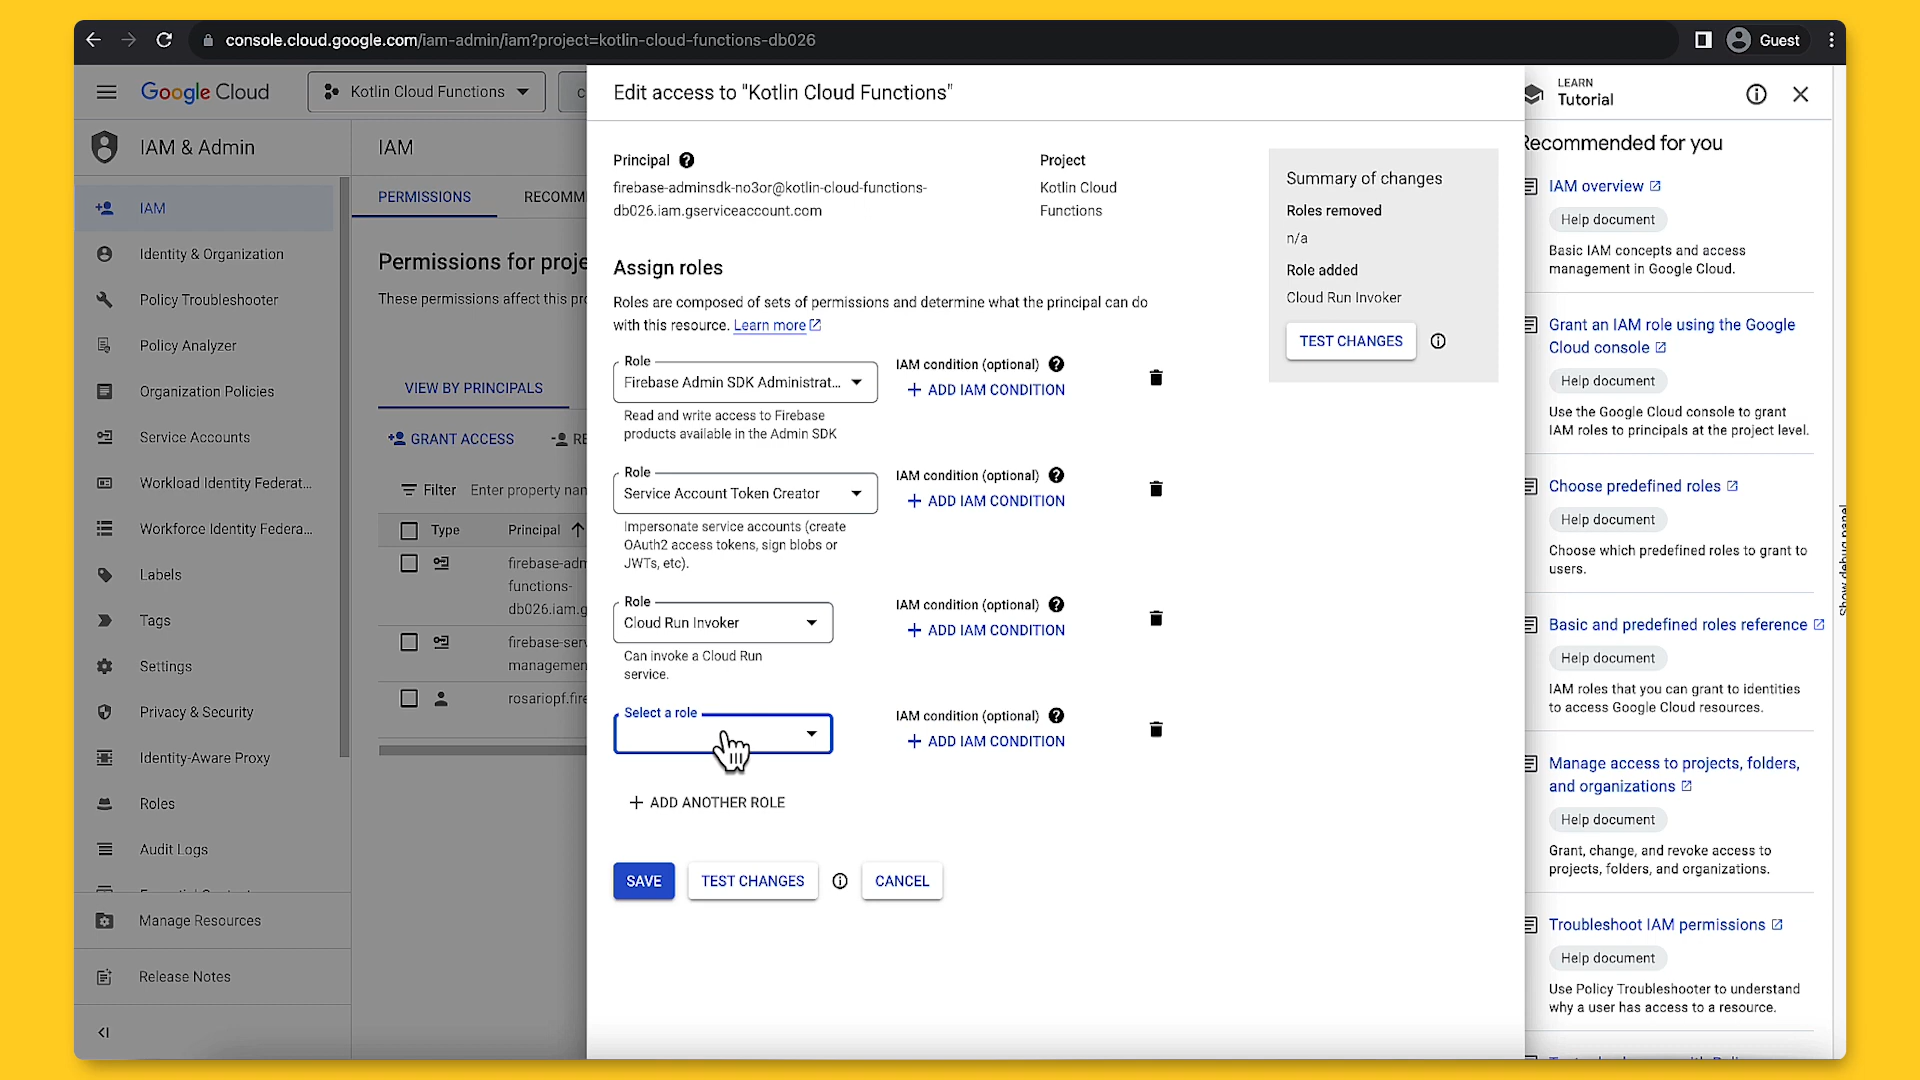 console.cloud.google.com/iam-admin/iam?project=kotlin-cloud-functions-db026
Guest
Google Cloud
Kotlin Cloud Functions
IAM & Admin
IAM
Identity & Organization
Policy Troubleshooter
Policy Analyzer
Organization Policies
Service Accounts
Workload Identity Federat...
Workforce Identity Federa...
Labels
Tags
Settings
Privacy & Security
Identity-Aware Proxy
Roles
Audit Logs
Manage Resources
Release Notes
IAM
PERMISSIONS
RECOMM
Permissions for proje
These permissions affect this pro
VIEW BY PRINCIPALS
GRANT ACCESS
RE
Filter Enter property nam
Type
Principal
firebase-adm
functions-
db026.iam.g
firebase-serv
managemen
rosariopf.fire
Edit access to "Kotlin Cloud Functions"
Principal
firebase-adminsdk-no3or@kotlin-cloud-functions-
db026.iam.gserviceaccount.com
Project
Kotlin Cloud
Functions
Assign roles
Roles are composed of sets of permissions and determine what the principal can do
with this resource. Learn more
Role
Firebase Admin SDK Administrat...
Read and write access to Firebase
products available in the Admin SDK
IAM condition (optional)
+ ADD IAM CONDITION
Role
Service Account Token Creator
Impersonate service accounts (create
OAuth2 access tokens, sign blobs or
JWTs, etc).
IAM condition (optional)
+ ADD IAM CONDITION
Role
Cloud Run Invoker
Can invoke a Cloud Run
service.
IAM condition (optional)
+ ADD IAM CONDITION
Select a role
IAM condition (optional)
+ ADD IAM CONDITION
+ ADD ANOTHER ROLE
SAVE
TEST CHANGES
CANCEL
Summary of changes
Roles removed
n/a
Role added
Cloud Run Invoker
TEST CHANGES
LEARN
Tutorial
Recommended for you
IAM overview
Help document
Basic IAM concepts and access
management in Google Cloud.
Grant an IAM role using the Google
Cloud console
Help document
Use the Google Cloud console to grant
IAM roles to principals at the project level.
Choose predefined roles
Help document
Choose which predefined roles to grant to
users.
Basic and predefined roles reference
Help document
IAM roles that you can grant to identities
to access Google Cloud resources.
Manage access to projects, folders,
and organizations
Help document
Grant, change, and revoke access to
projects, folders, and organizations.
Troubleshoot IAM permissions
Help document
Use Policy Troubleshooter to understand
why a user has access to a resource.
Show debug panel